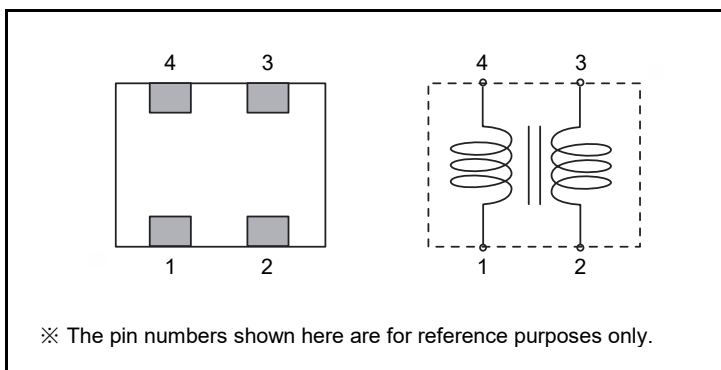 4 3 4 3
1 2 1 2
※ The pin numbers shown here are for reference purposes only.